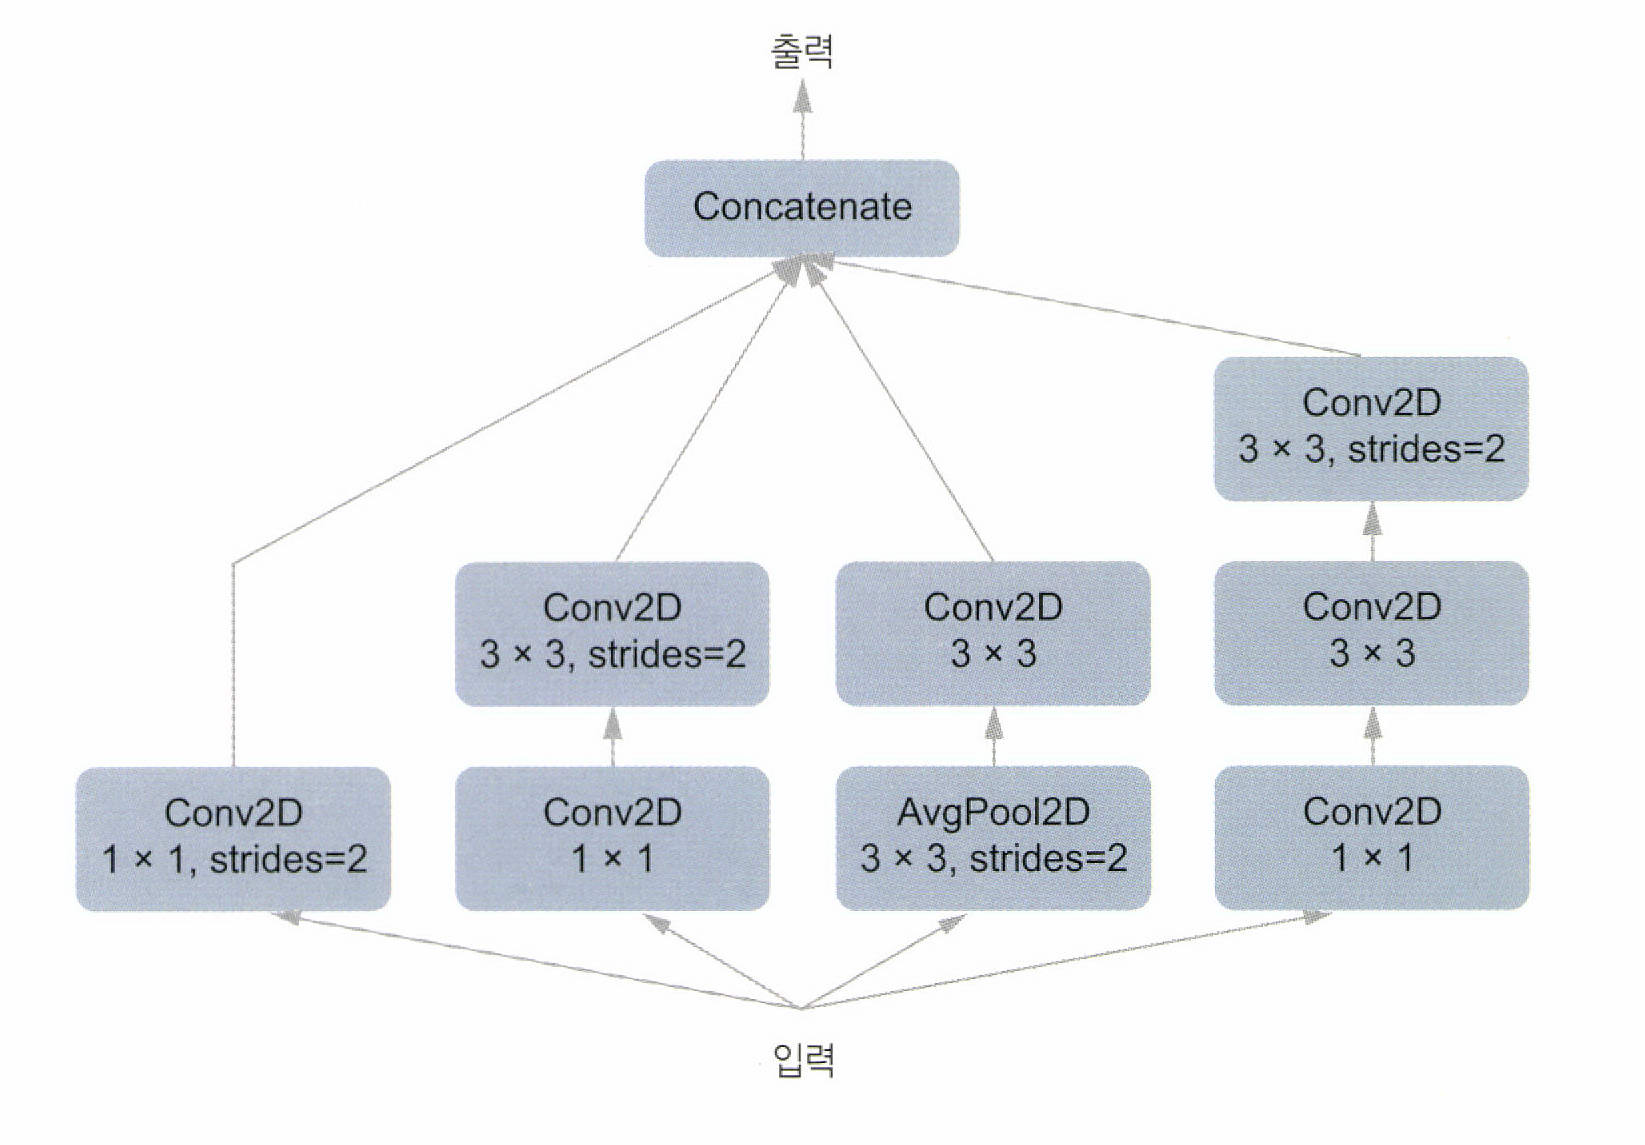 출력
Concatenate
Conv2D
3 × 3, strides=2
Conv2D
3 × 3, strides=2
Conv2D
3 × 3
Conv2D
3 × 3
Conv2D
1 × 1, strides=2
Conv2D
1 × 1
AvgPool2D
3 × 3, strides=2
Conv2D
1 × 1
입력